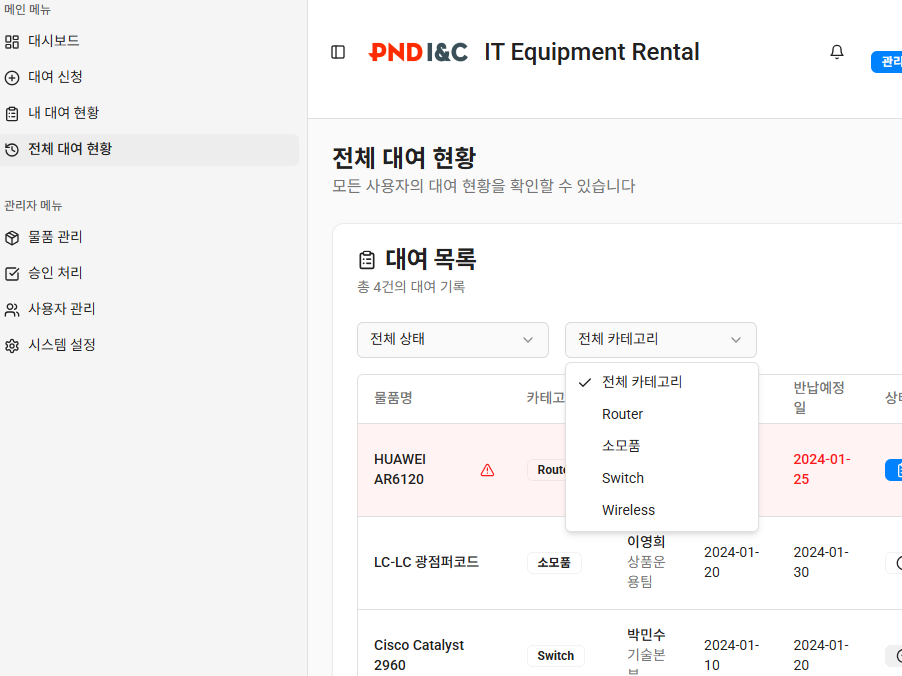 메인 메뉴
대시보드
대여 신청
내 대여 현황
전체 대여 현황
관리자 메뉴
물품 관리
승인 처리
사용자 관리
시스템 설정
PND I&C IT Equipment Rental
관리
전체 대여 현황
모든 사용자의 대여 현황을 확인할 수 있습니다
대여 목록
총 4건의 대여 기록
전체 상태
전체 카테고리
전체 카테고리
Router
소모품
Switch
Wireless
물품명
카테고
반납예정
일
상태
HUAWEI
AR6120
Route
2024-01-
25
LC-LC 광점퍼코드
소모품
이영희
상품운
용팀
2024-01-
20
2024-01-
30
Cisco Catalyst
2960
Switch
박민수
기술본
부
2024-01-
10
2024-01-
20